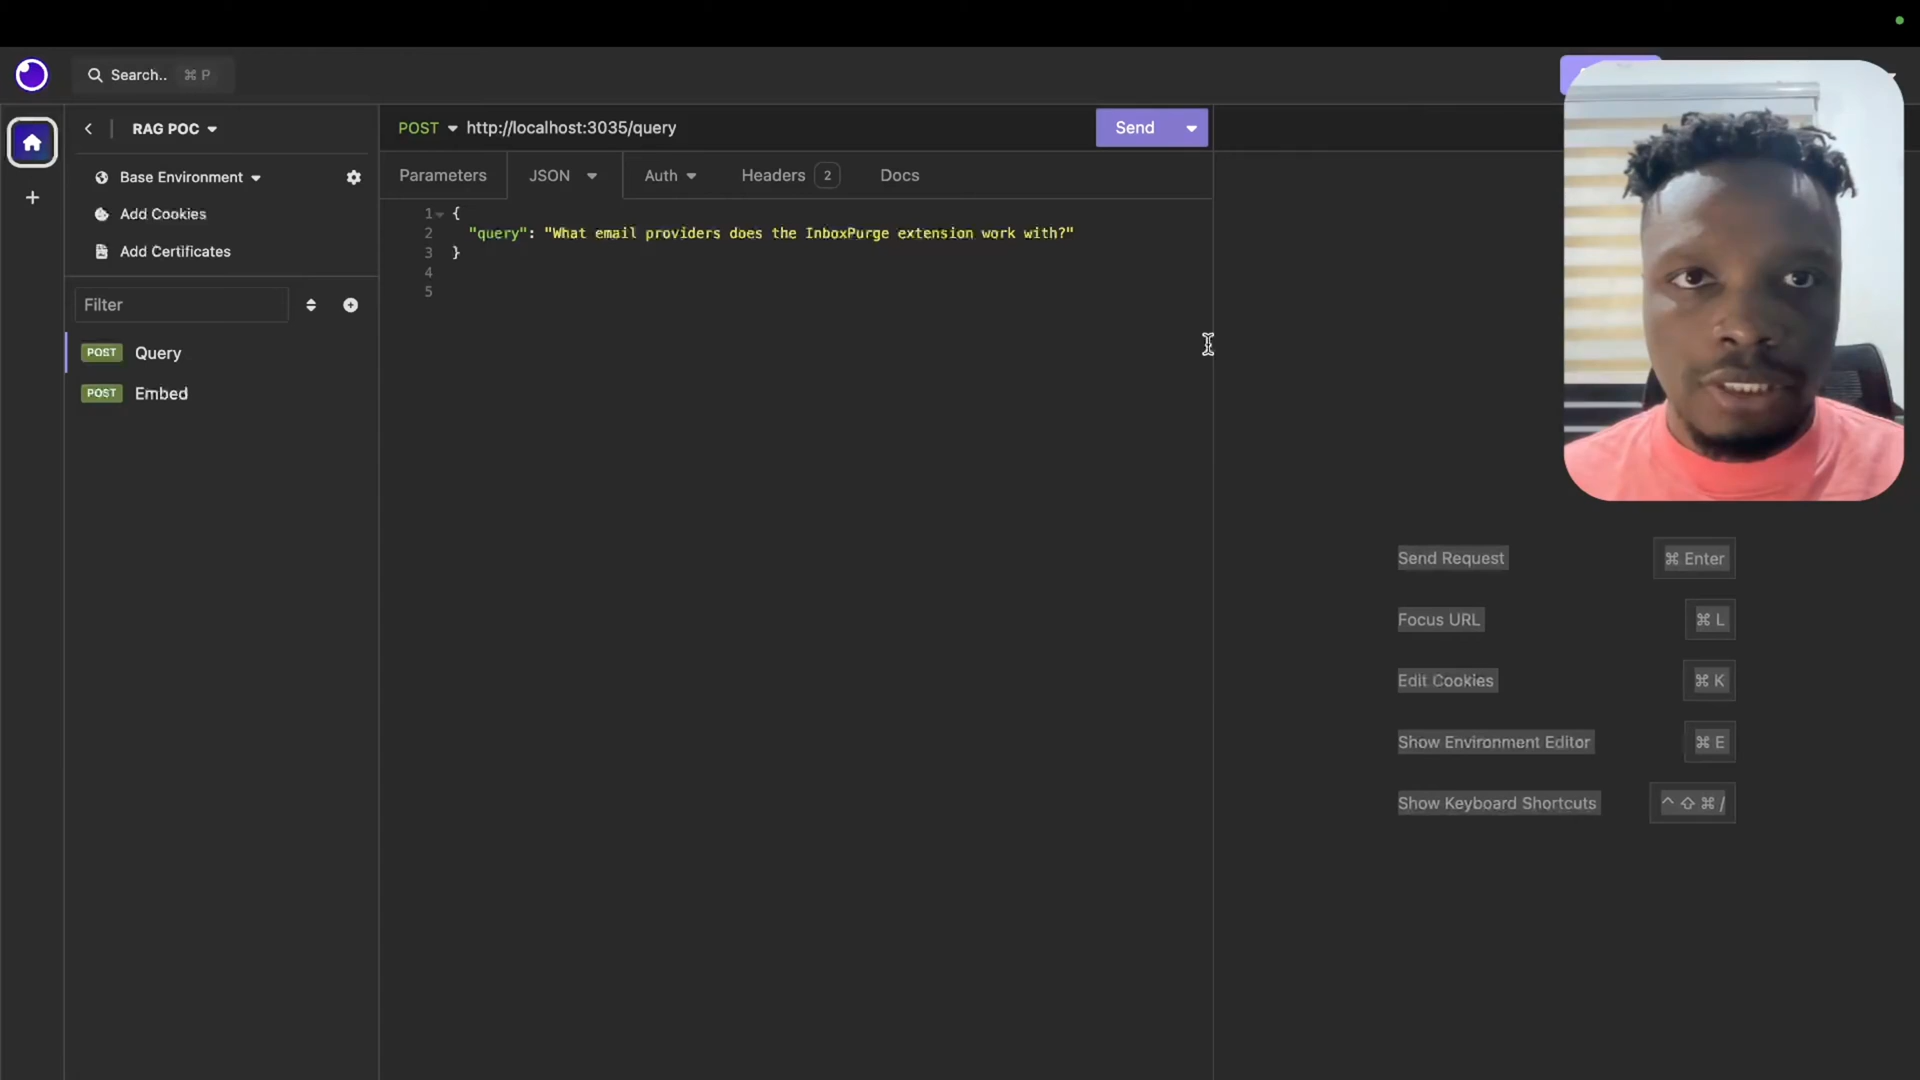 Search.. ⌘ P
RAG POC
POST http://localhost:3035/query Send
Base Environment
Add Cookies
Add Certificates
Filter
POST Query
POST Embed
Parameters JSON Auth Headers 2 Docs
1 {
2 "query": "What email providers does the InboxPurge extension work with?"
3 }
4
5
Send Request ⌘ Enter
Focus URL ⌘ L
Edit Cookies ⌘ K
Show Environment Editor ⌘ E
Show Keyboard Shortcuts ^ ⇧ ⌘ /